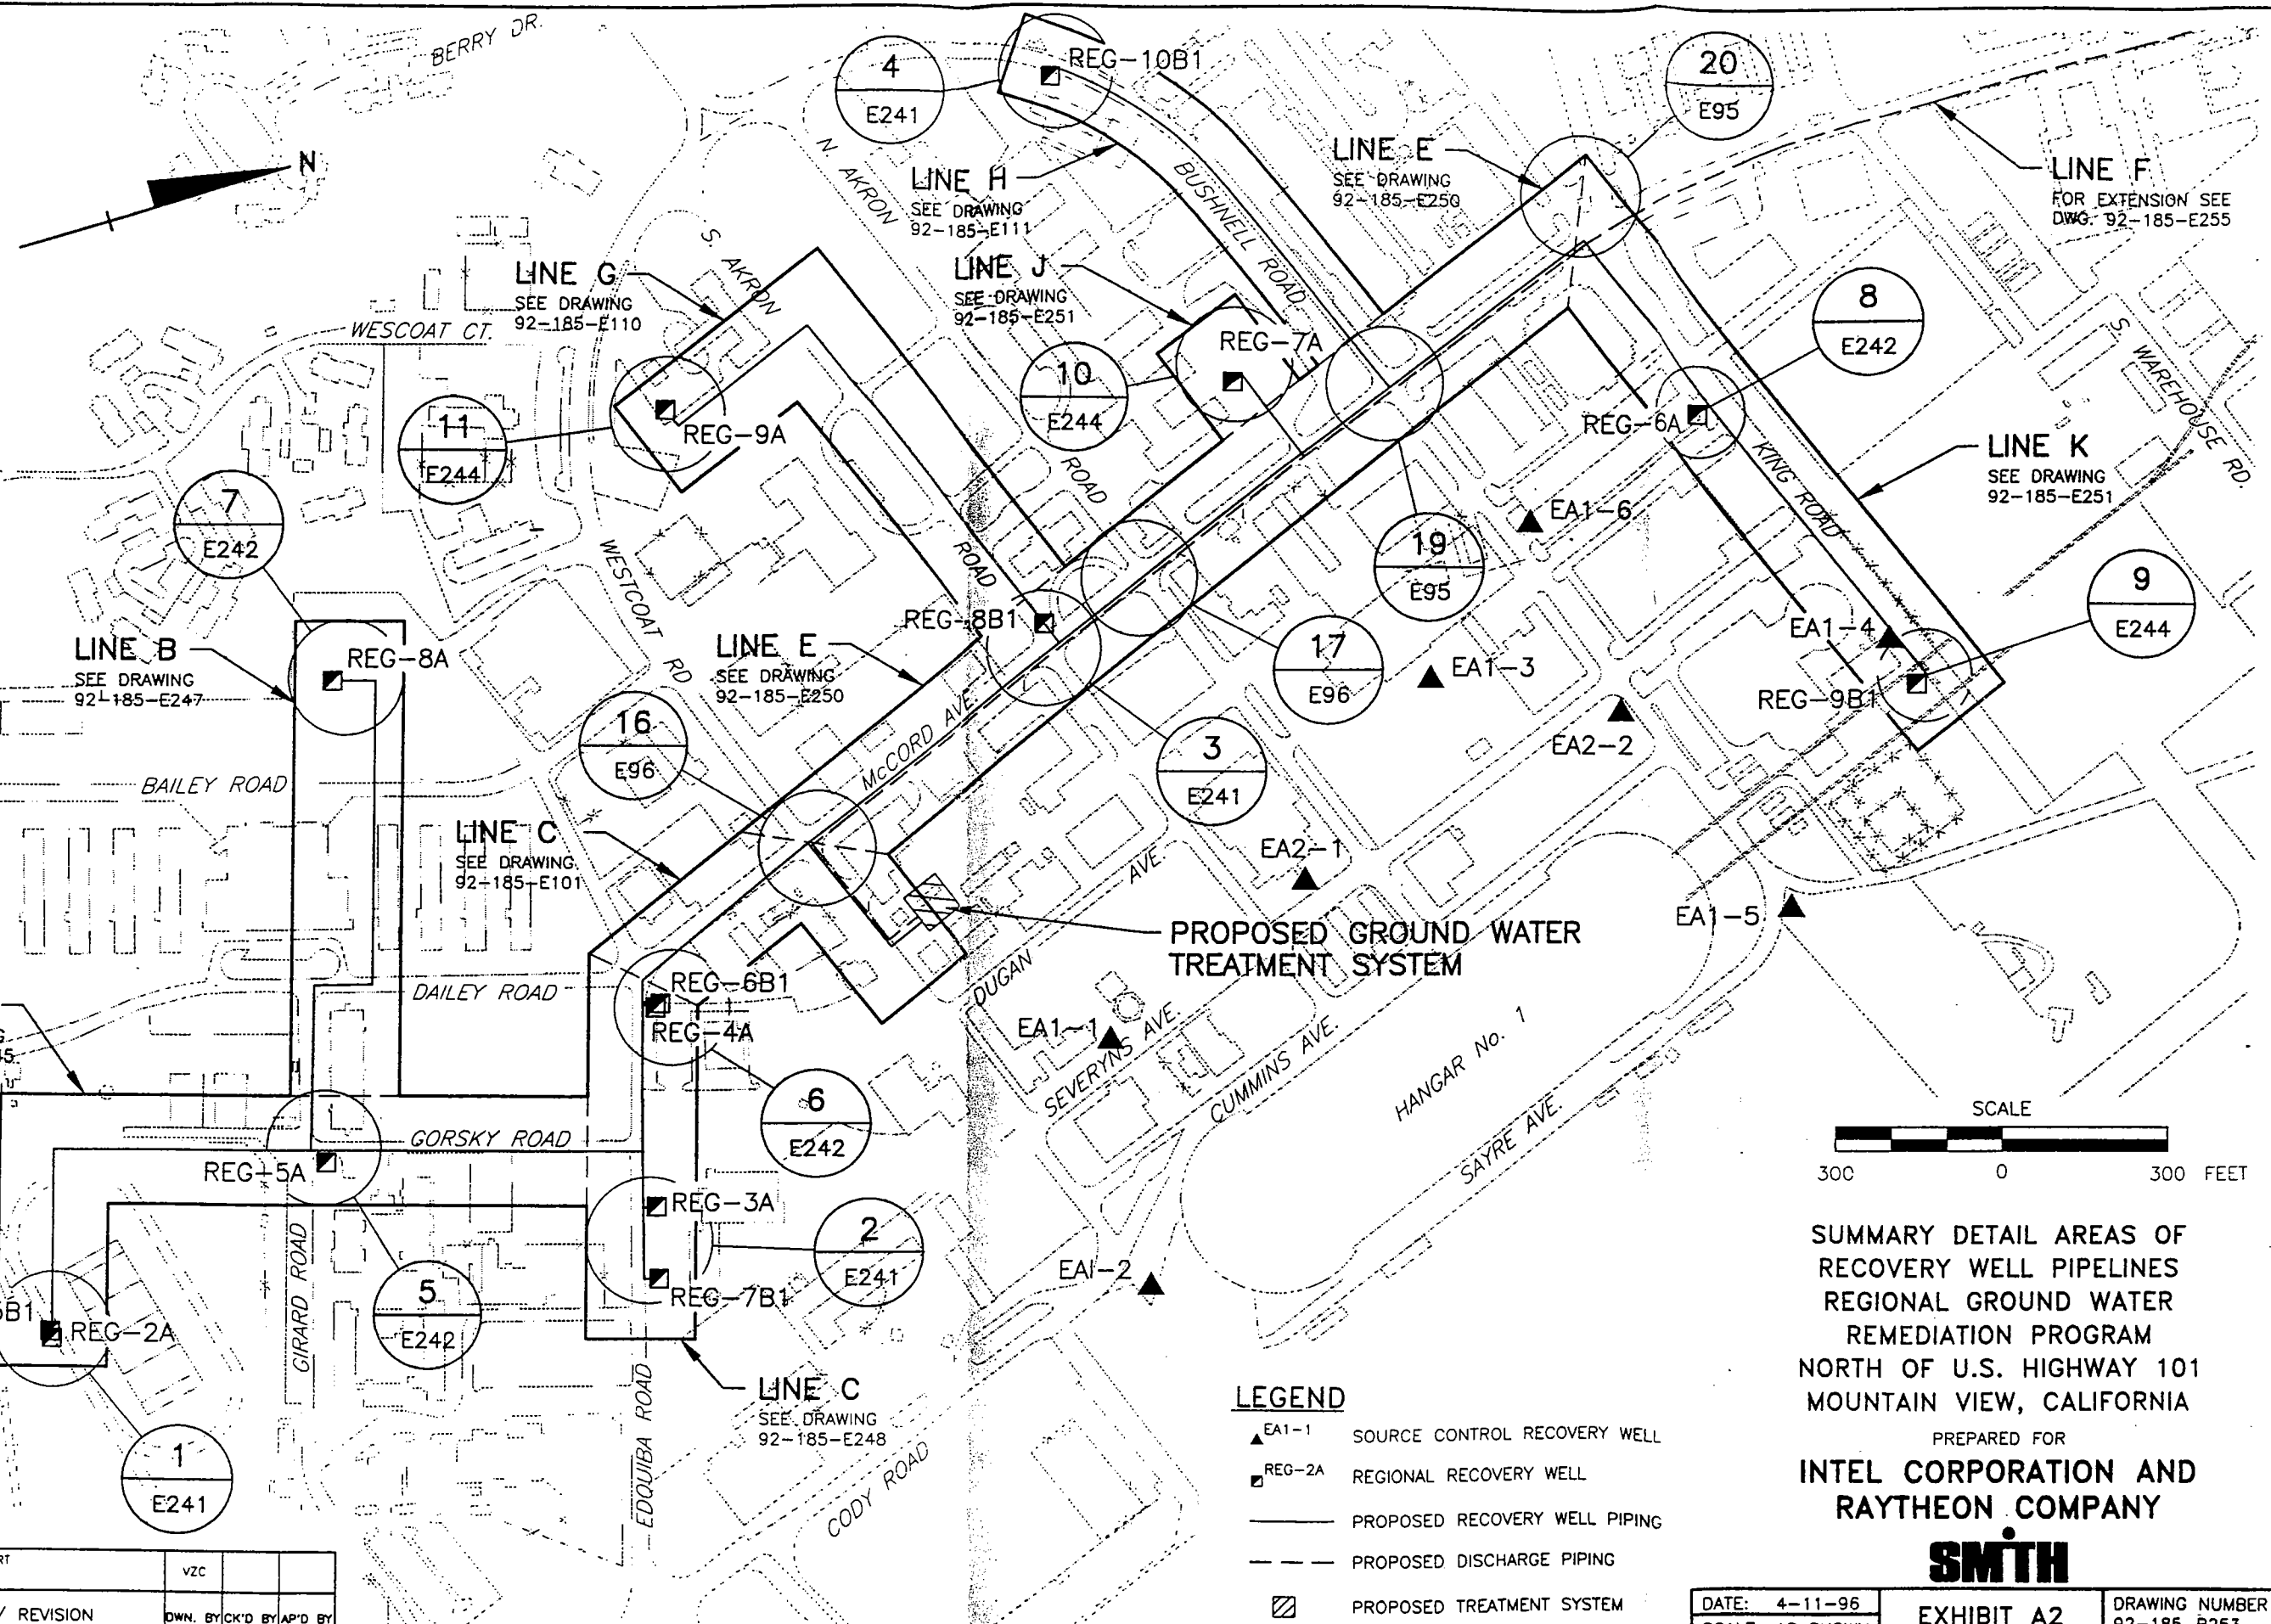 BERRY DR.
4
E241
REG-10B1
20
E95
N
N. AKRON
LINE H
SEE DRAWING
92-185-E111
BUSHNELL ROAD
LINE E
SEE DRAWING
92-185-E250
LINE F
FOR EXTENSION SEE
DWG. 92-185-E255
S. AKRON
LINE G
SEE DRAWING
92-185-E110
LINE J
SEE DRAWING
92-185-E251
WESCOAT CT.
8
E242
S. WAREHOUSE RD.
REG-7A
10
E244
REG-9A
11
E244
REG-6A
KING ROAD
LINE K
SEE DRAWING
92-185-E251
ROAD
7
E242
EA1-6
19
E95
WESTCOAT RD
ROAD
9
E244
REG-8B1
EA1-4
LINE B
SEE DRAWING
92-185-E247
REG-8A
LINE E
SEE DRAWING
92-185-E250
17
E96
EA1-3
REG-9B1
16
E96
McCORD AVE.
3
E241
EA2-2
BAILEY ROAD
LINE C
SEE DRAWING
92-185-E101
EA2-1
AVE.
EA1-5
PROPOSED GROUND WATER
TREATMENT SYSTEM
DAILEY ROAD
REG-6B1
REG-4A
DUGAN
EA1-1
SEVERYNS AVE.
CUMMINS AVE.
HANGAR No. 1
6
E242
GORSKY ROAD
SAYRE AVE.
SCALE
300 0 300 FEET
REG-5A
REG-3A
2
E241
EA1-2
REG-7B1
GIRARD ROAD
5
E242
B1
REG-2A
LINE C
SEE DRAWING
92-185-E248
EDQUIBA ROAD
CODY ROAD
1
E241
LEGEND
EA1-1 SOURCE CONTROL RECOVERY WELL
REG-2A REGIONAL RECOVERY WELL
PROPOSED RECOVERY WELL PIPING
PROPOSED DISCHARGE PIPING
PROPOSED TREATMENT SYSTEM
SUMMARY DETAIL AREAS OF
RECOVERY WELL PIPELINES
REGIONAL GROUND WATER
REMEDIATION PROGRAM
NORTH OF U.S. HIGHWAY 101
MOUNTAIN VIEW, CALIFORNIA
PREPARED FOR
INTEL CORPORATION AND
RAYTHEON COMPANY
SMITH
VZC
REVISION DWN. BY CK'D BY AP'D BY
DATE: 4-11-96
EXHIBIT A2
DRAWING NUMBER